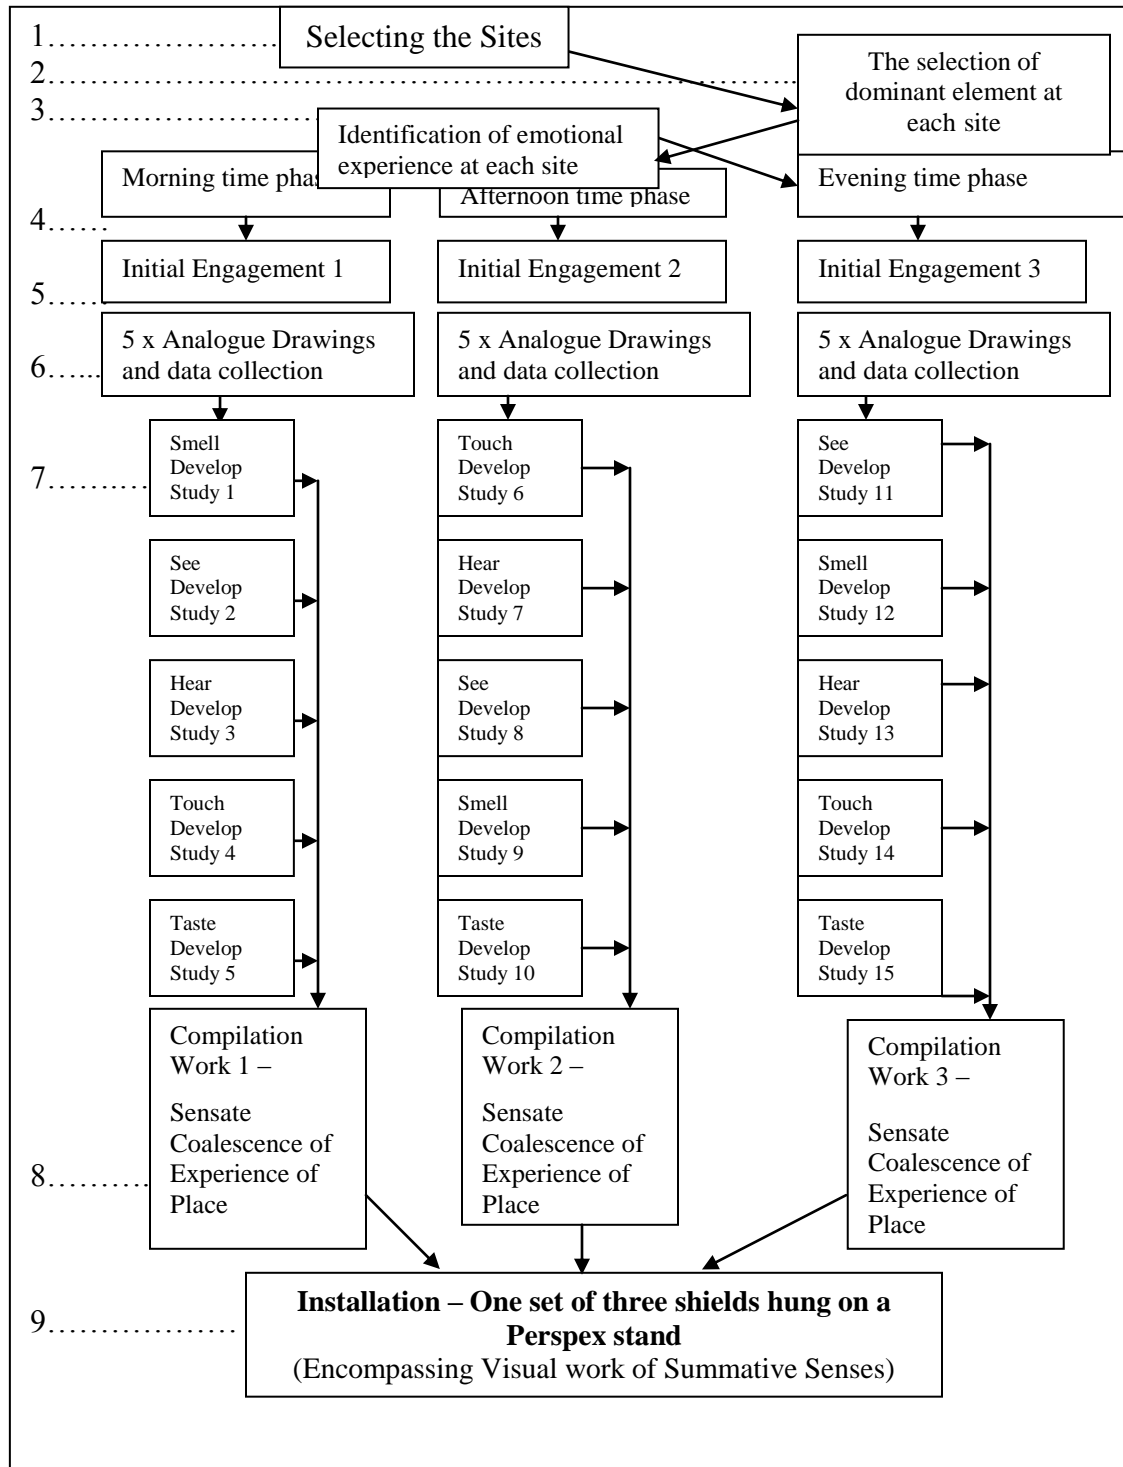 1…………………. Selecting the Sites
2………………………………………………
The selection of
dominant element at
each site
3……………………
Identification of emotional
experience at each site
Morning time phas
Afternoon time phase
Evening time phase
4……
Initial Engagement 1
Initial Engagement 2
Initial Engagement 3
5……
5 x Analogue Drawings
and data collection
5 x Analogue Drawings
and data collection
5 x Analogue Drawings
and data collection
6…...
7……….…
Smell
Develop
Study 1
See
Develop
Study 2
Hear
Develop
Study 3
Touch
Develop
Study 4
Taste
Develop
Study 5
Touch
Develop
Study 6
Hear
Develop
Study 7
See
Develop
Study 8
Smell
Develop
Study 9
Taste
Develop
Study 10
See
Develop
Study 11
Smell
Develop
Study 12
Hear
Develop
Study 13
Touch
Develop
Study 14
Taste
Develop
Study 15
8………..
Compilation
Work 1 –
Sensate
Coalescence of
Experience of
Place
Compilation
Work 2 –
Sensate
Coalescence of
Experience of
Place
Compilation
Work 3 –
Sensate
Coalescence of
Experience of
Place
9………………
Installation – One set of three shields hung on a
Perspex stand
(Encompassing Visual work of Summative Senses)